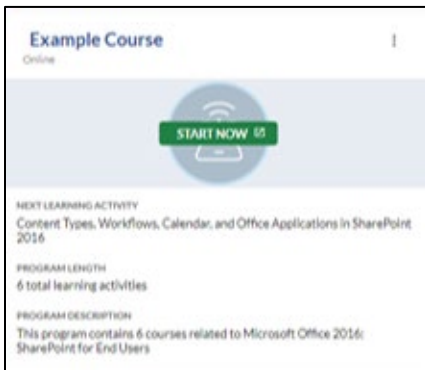 Example Course
Online
START NOW
NEXT LEARNING ACTIVITY
Content Types, Workflows, Calendar, and Office Applications in SharePoint
2016
PROGRAM LENGTH
6 total learning activities
PROGRAM DESCRIPTION
This program contains 6 courses related to Microsoft Office 2016:
SharePoint for End Users